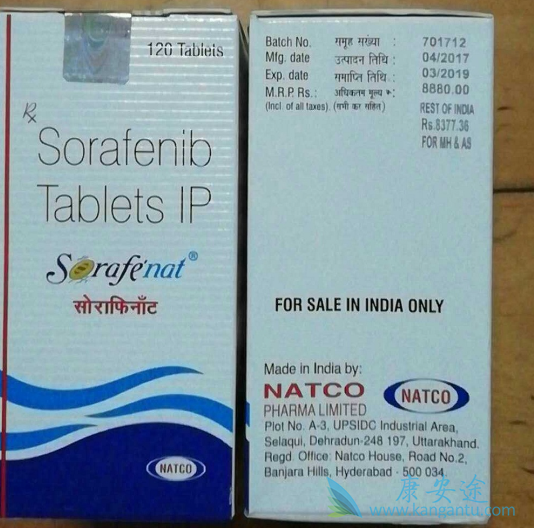 120 Tablets
Rx
Sorafenib
Tablets IP
Sorafenat®
सोराफिनॉट
NATCO
Batch No. समूह संख्या : 701712
Mfg. date उत्पादन तिथि : 04/2017
Exp. date समाप्ति तिथि : 03/2019
M.R.P. Rs.: अधिकतम मूल्य रू: 8880.00
(Incl. of all taxes). (सभी कर सहित)
REST OF INDIA
Rs.8377.36
FOR MH & AS
FOR SALE IN INDIA ONLY
Made in India by:
NATCO
PHARMA LIMITED
NATCO
Plot No. A-3, UPSIDC Industrial Area,
Selaqui, Dehradun-248 197, Uttarakhand.
Regd. Office: Natco House, Road No.2,
Banjara Hills, Hyderabad - 500 034.
康安途
www.kangantu.com